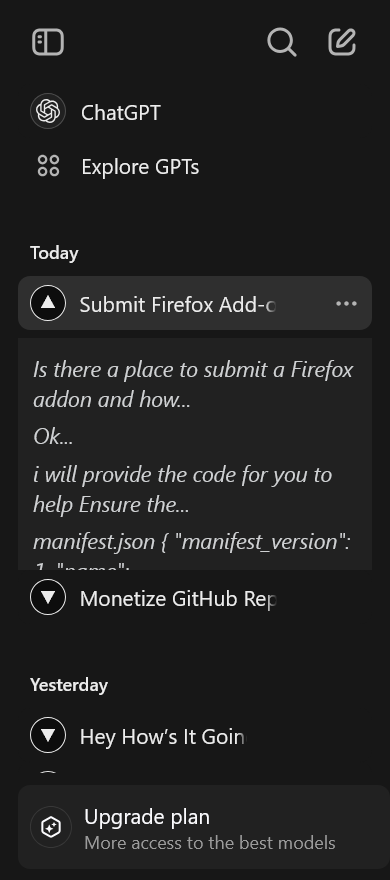 ChatGPT
Explore GPTs
Today
Submit Firefox Add-o
Is there a place to submit a Firefox
addon and how...
Ok...
i will provide the code for you to
help Ensure the...
manifest.json { "manifest_version":
1, "name":
Monetize GitHub Rep
Yesterday
Hey How's It Goin
Upgrade plan
More access to the best models